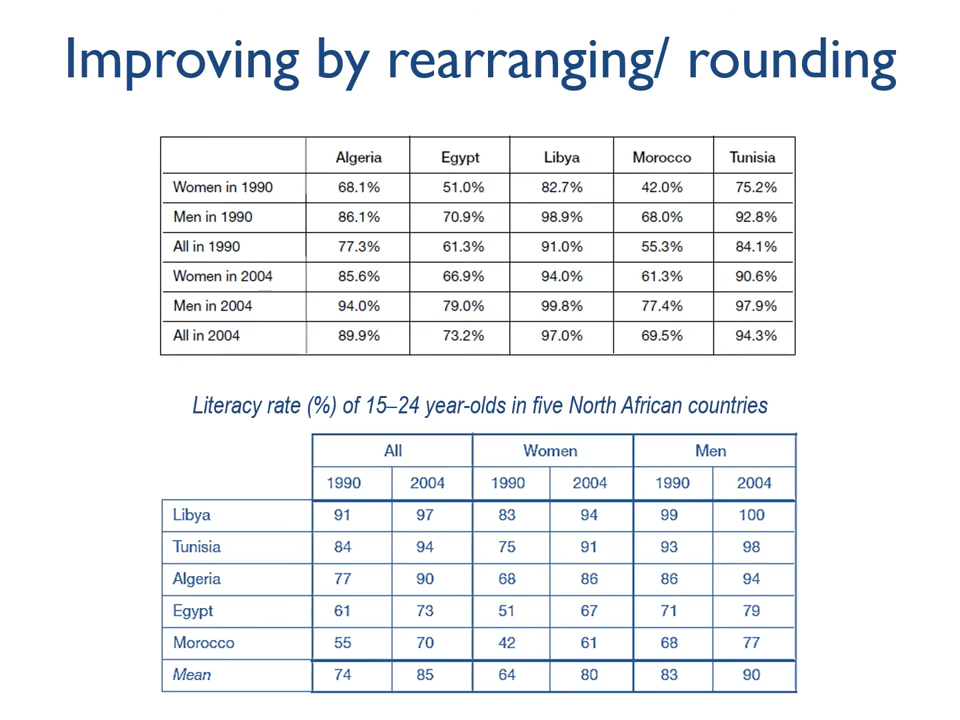 Improving by rearranging/ rounding
Algeria Egypt Libya Morocco Tunisia
Women in 1990 68.1% 51.0% 82.7% 42.0% 75.2%
Men in 1990 86.1% 70.9% 98.9% 68.0% 92.8%
All in 1990 77.3% 61.3% 91.0% 55.3% 84.1%
Women in 2004 85.6% 66.9% 94.0% 61.3% 90.6%
Men in 2004 94.0% 79.0% 99.8% 77.4% 97.9%
All in 2004 89.9% 73.2% 97.0% 69.5% 94.3%
Literacy rate (%) of 15–24 year-olds in five North African countries
All Women Men
1990 2004 1990 2004 1990 2004
Libya 91 97 83 94 99 100
Tunisia 84 94 75 91 93 98
Algeria 77 90 68 86 86 94
Egypt 61 73 51 67 71 79
Morocco 55 70 42 61 68 77
Mean 74 85 64 80 83 90